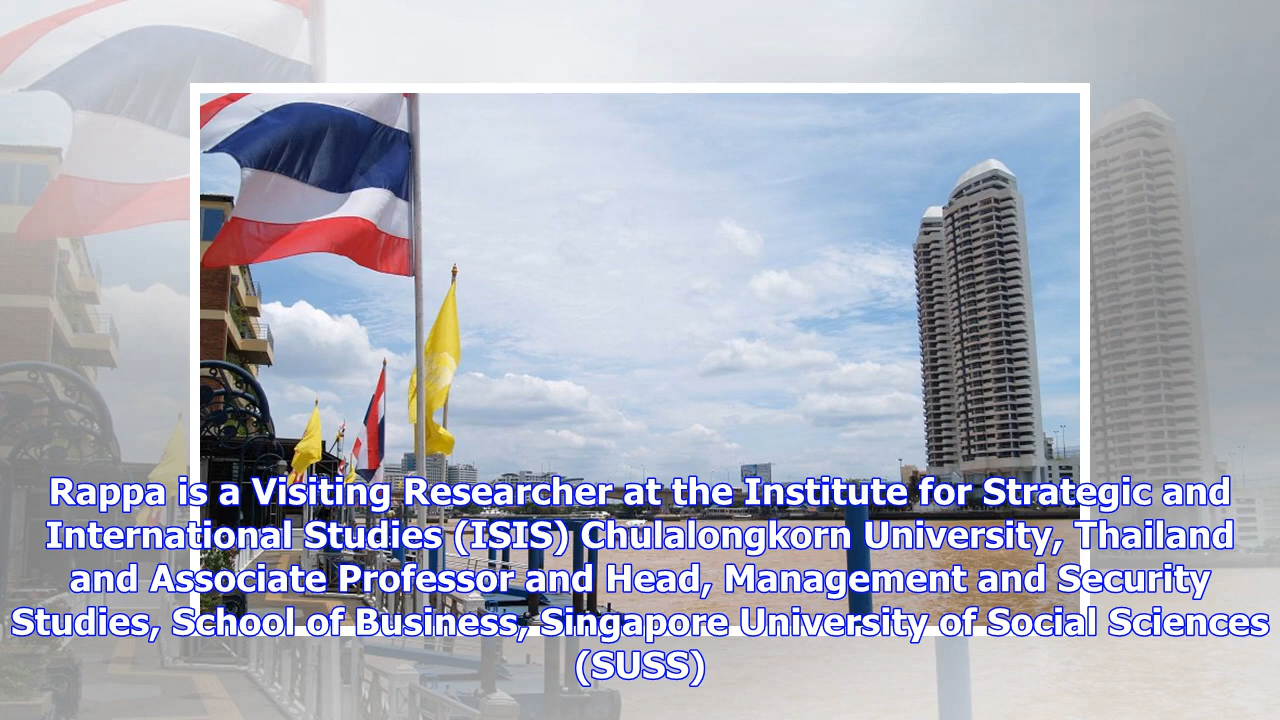 Rappa is a Visiting Researcher at the Institute for Strategic and
International Studies (ISIS) Chulalongkorn University, Thailand
and Associate Professor and Head, Management and Security
Studies, School of Business, Singapore University of Social Sciences
(SUSS)